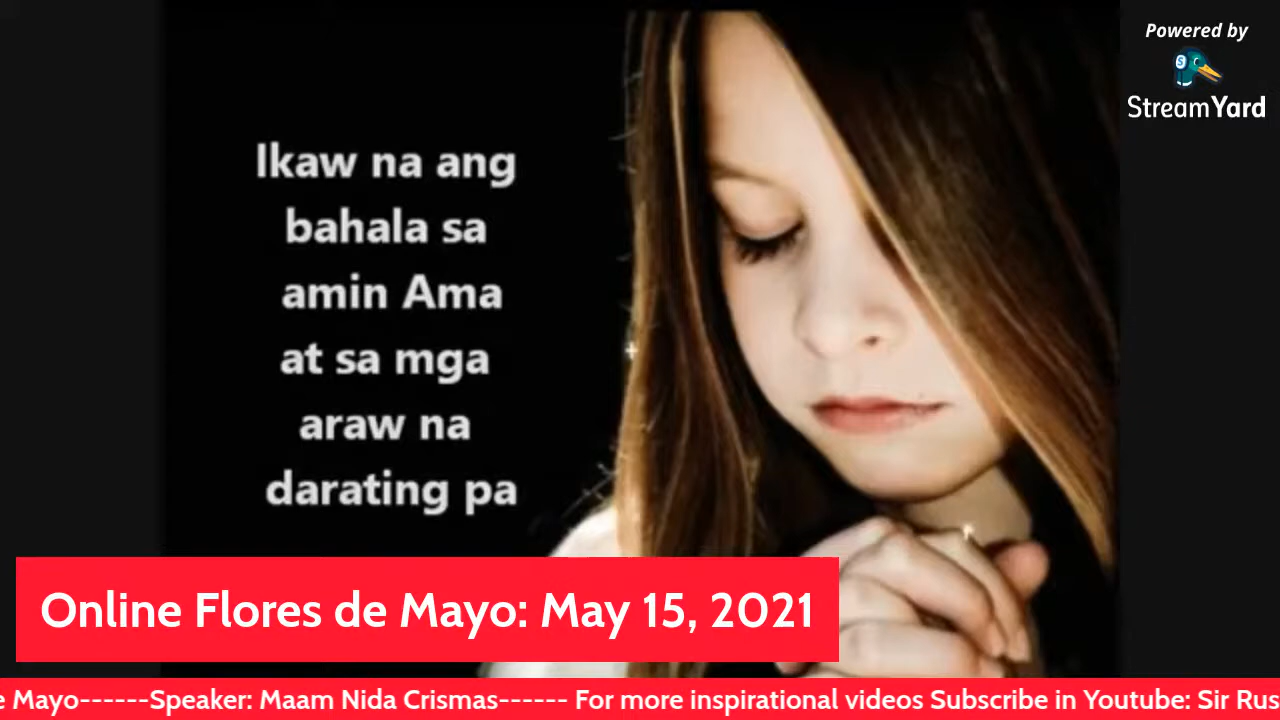 Powered by
StreamYard
Ikaw na ang
bahala sa
amin Ama
at sa mga
araw na
darating pa
Online Flores de Mayo: May 15, 2021
e Mayo------Speaker: Maam Nida Crismas------ For more inspirational videos Subscribe in Youtube: Sir Rus